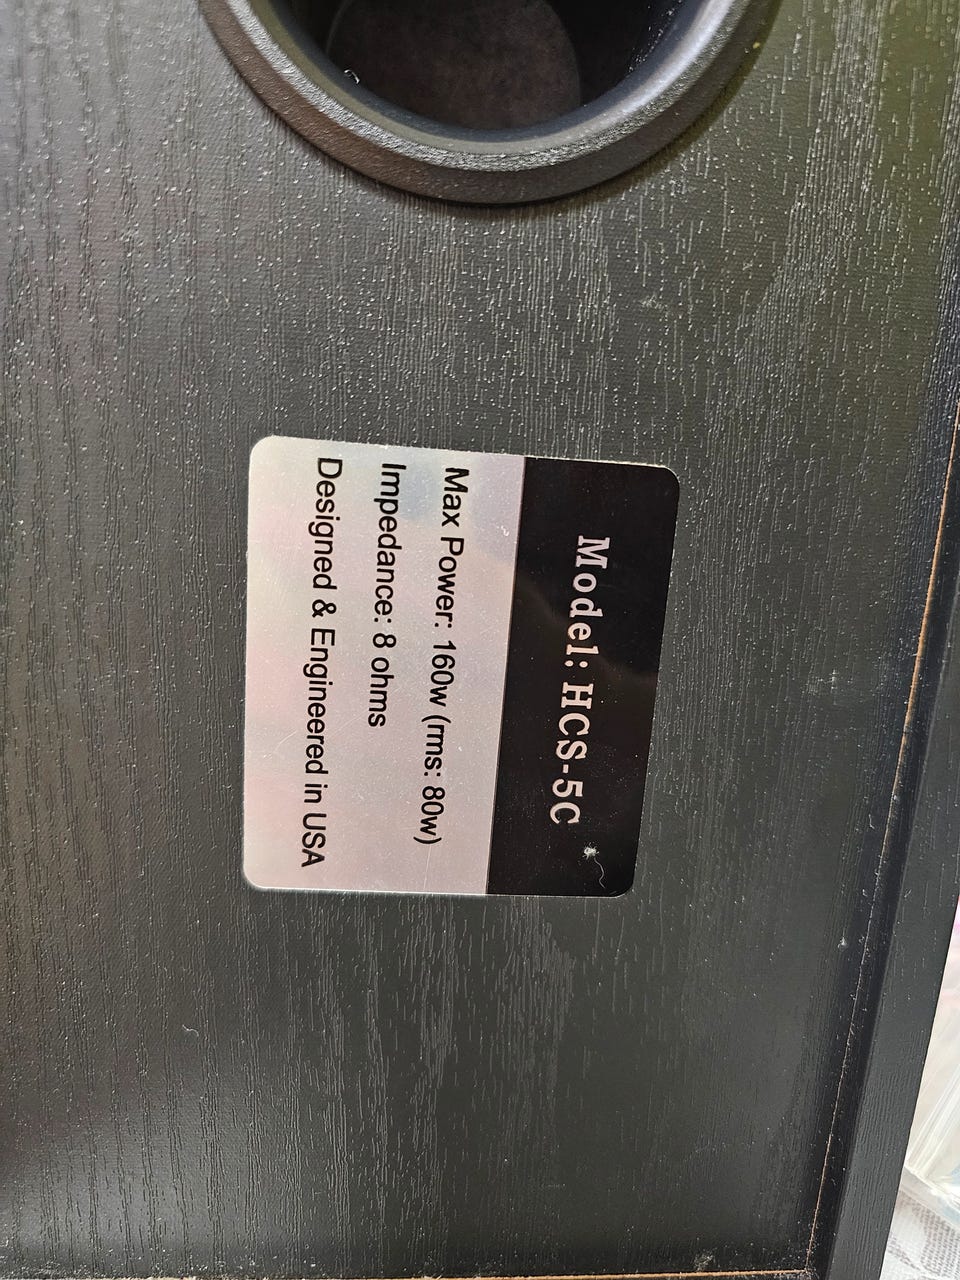 Model: HCS-5C
Max Power: 160w (rms: 80w)
Impedance: 8 ohms
Designed & Engineered in USA